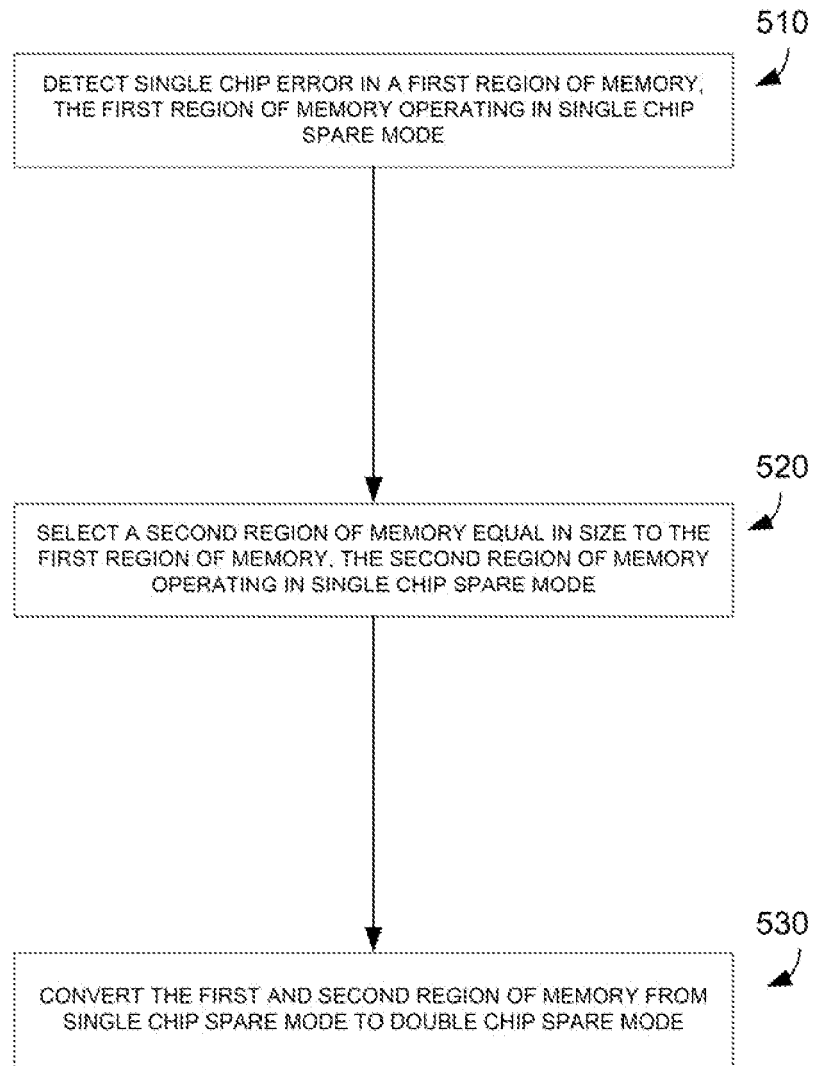 510
DETECT SINGLE CHIP ERROR IN A FIRST REGION OF MEMORY,
THE FIRST REGION OF MEMORY OPERATING IN SINGLE CHIP
SPARE MODE
520
SELECT A SECOND REGION OF MEMORY EQUAL IN SIZE TO THE
FIRST REGION OF MEMORY, THE SECOND REGION OF MEMORY
OPERATING IN SINGLE CHIP SPARE MODE
530
CONVERT THE FIRST AND SECOND REGION OF MEMORY FROM
SINGLE CHIP SPARE MODE TO DOUBLE CHIP SPARE MODE